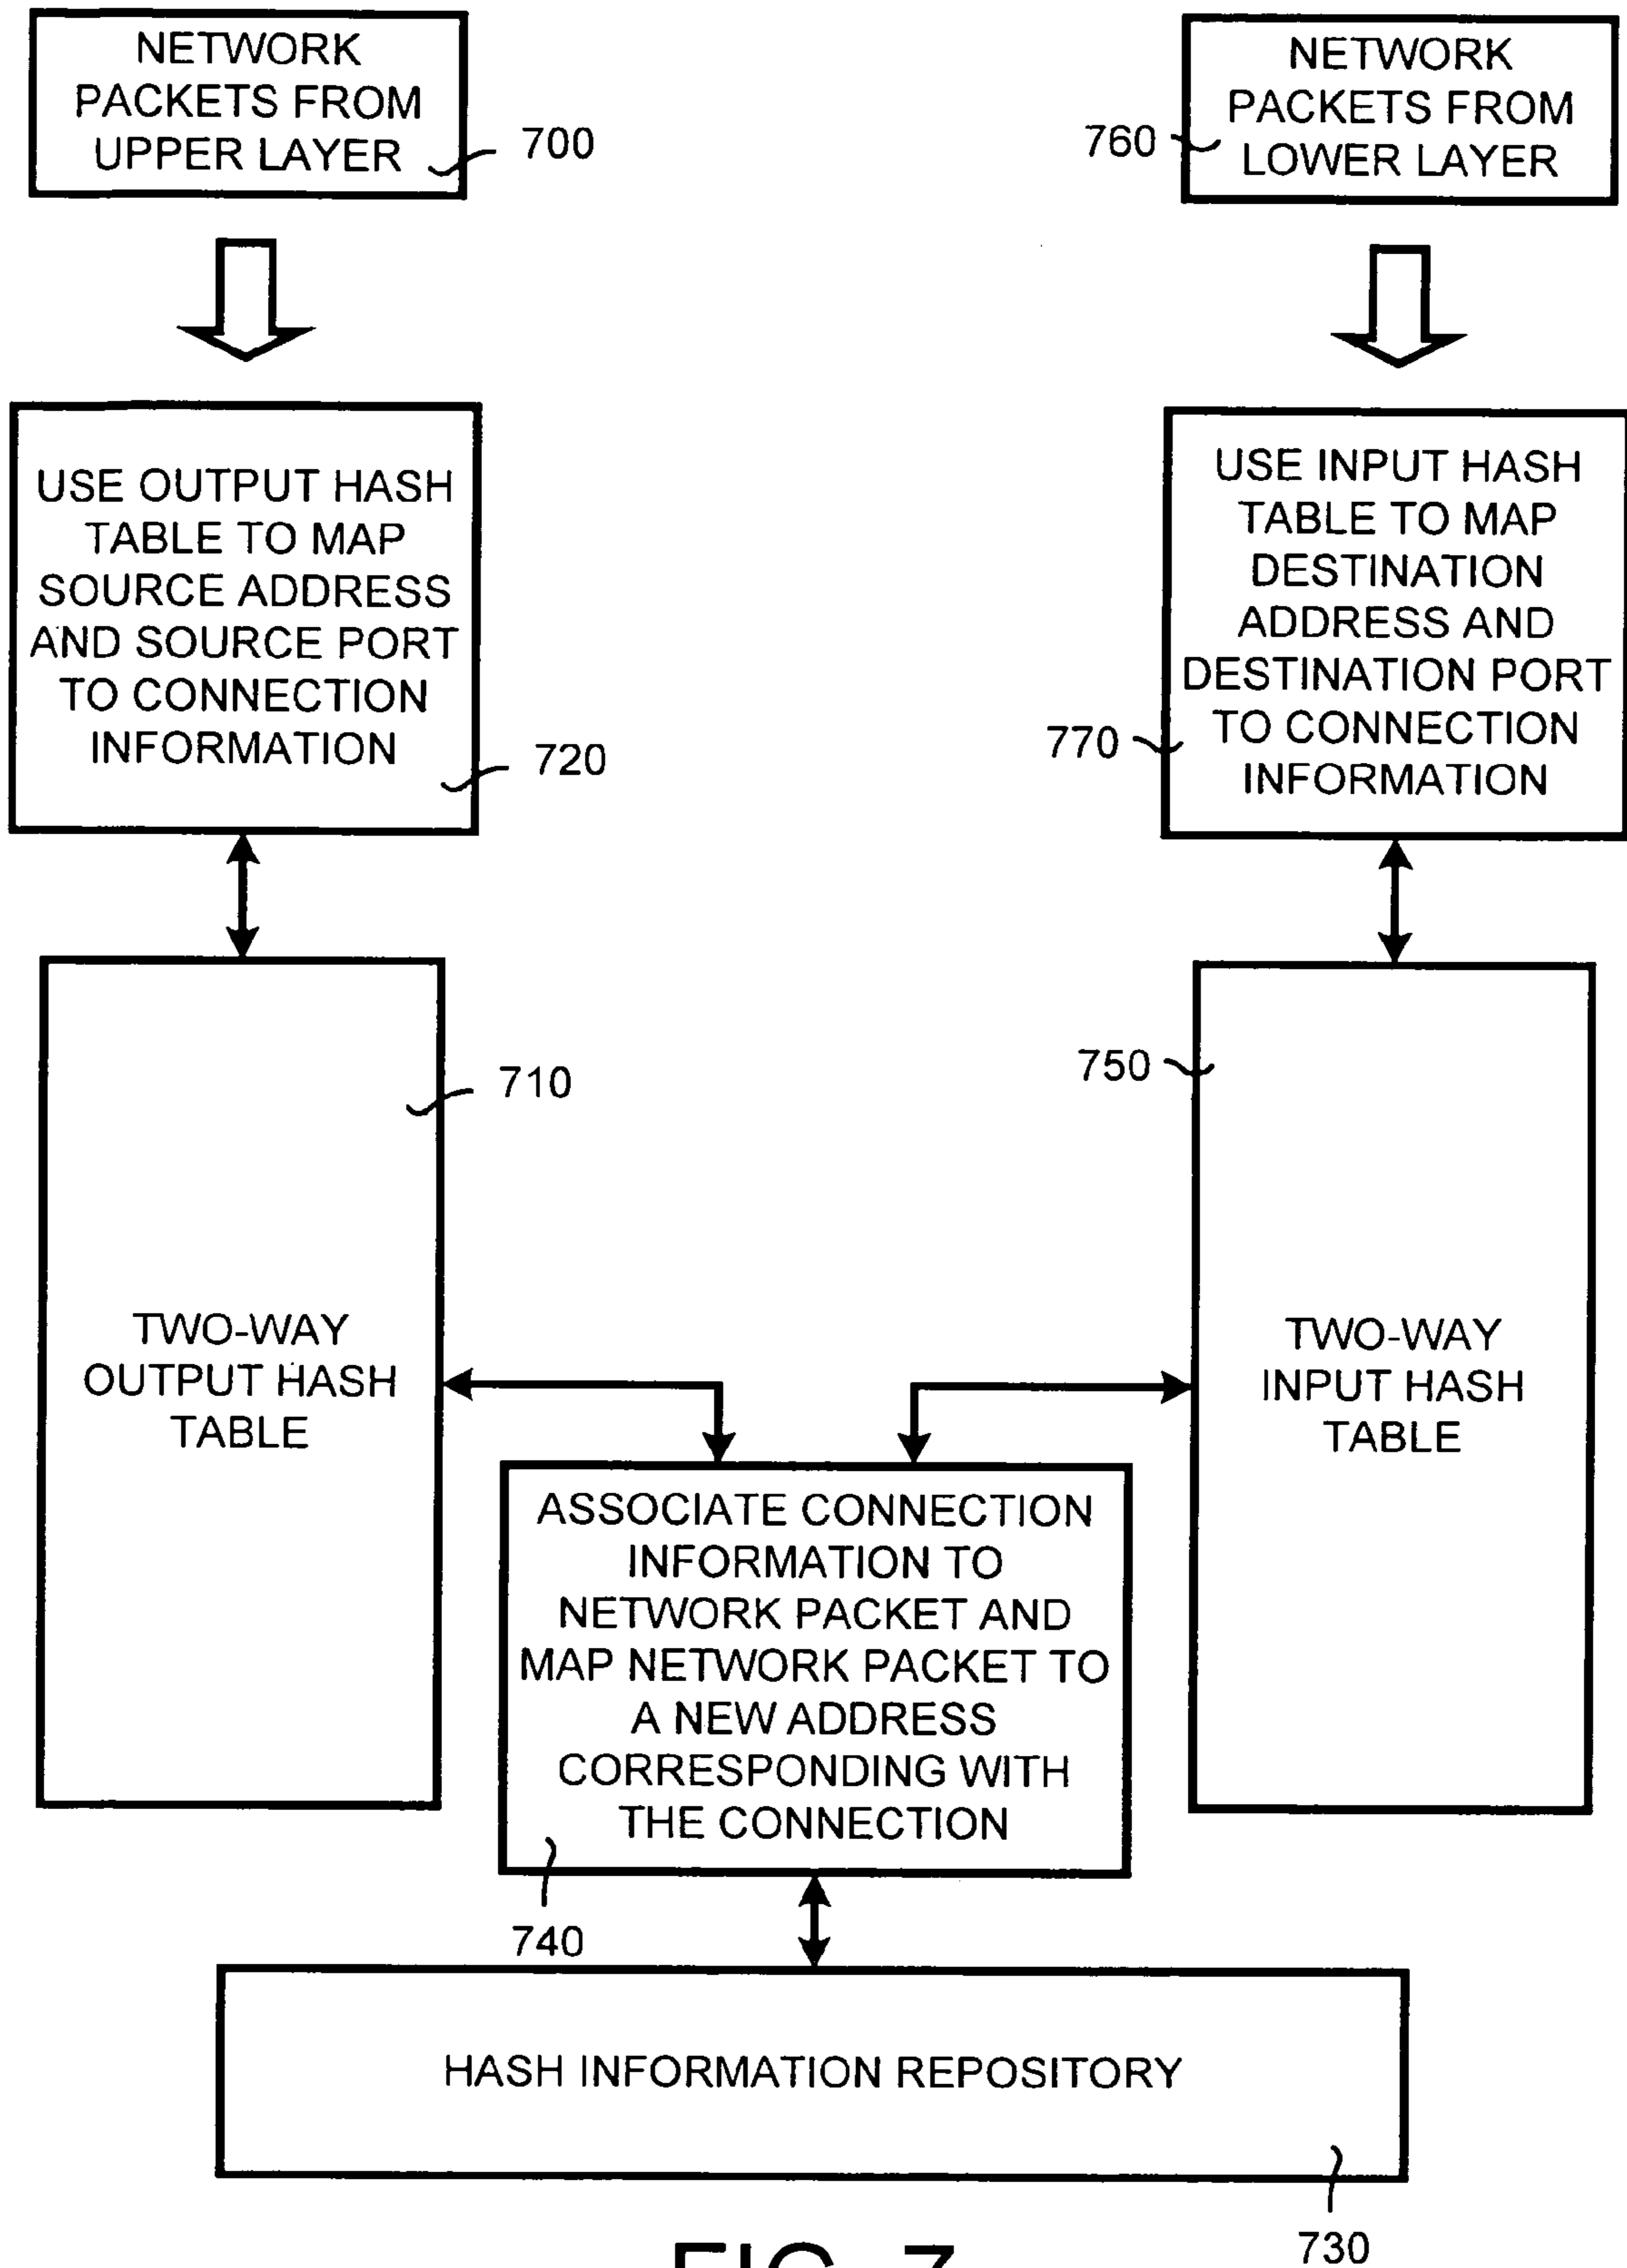 NETWORK
PACKETS FROM
UPPER LAYER
700
NETWORK
PACKETS FROM
LOWER LAYER
760
USE OUTPUT HASH
TABLE TO MAP
SOURCE ADDRESS
AND SOURCE PORT
TO CONNECTION
INFORMATION
720
USE INPUT HASH
TABLE TO MAP
DESTINATION
ADDRESS AND
DESTINATION PORT
TO CONNECTION
INFORMATION
770
710
TWO-WAY
OUTPUT HASH
TABLE
750
TWO-WAY
INPUT HASH
TABLE
ASSOCIATE CONNECTION
INFORMATION TO
NETWORK PACKET AND
MAP NETWORK PACKET TO
A NEW ADDRESS
CORRESPONDING WITH
THE CONNECTION
740
HASH INFORMATION REPOSITORY
730
FIG. 7